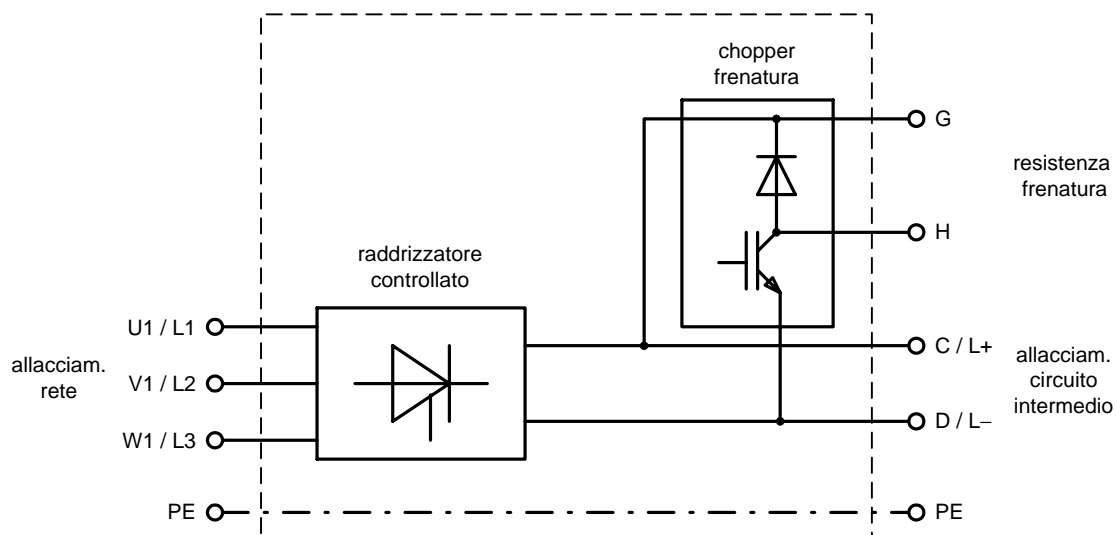 chopper
frenatura
G
resistenza
frenatura
H
raddrizzatore
controllato
U1 / L1
C / L+
allacciam.
rete
V1 / L2
allacciam.
circuito
intermedio
W1 / L3
D / L−
PE
PE